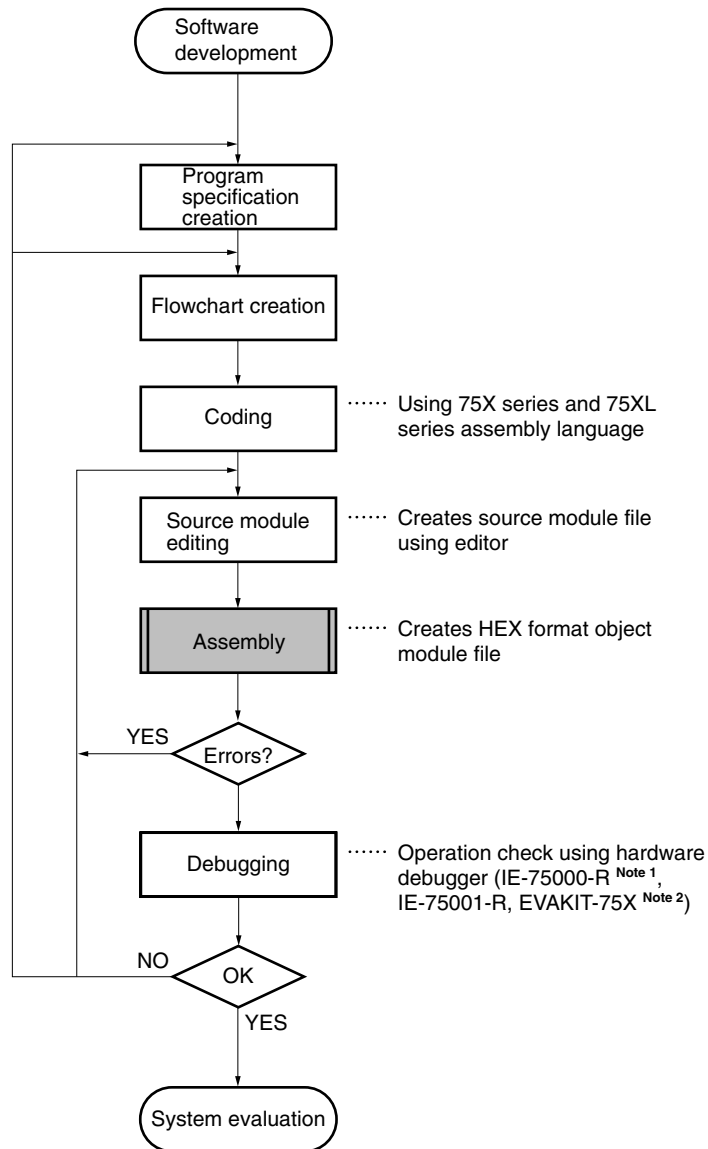 Software
development
Program
specification
creation
Flowchart creation
Coding
...... Using 75X series and 75XL
series assembly language
Source module
editing
...... Creates source module file
using editor
Assembly
...... Creates HEX format object
module file
YES
Errors?
Debugging
...... Operation check using hardware
debugger (IE-75000-R Note 1,
IE-75001-R, EVAKIT-75X Note 2)
NO
OK
YES
System evaluation